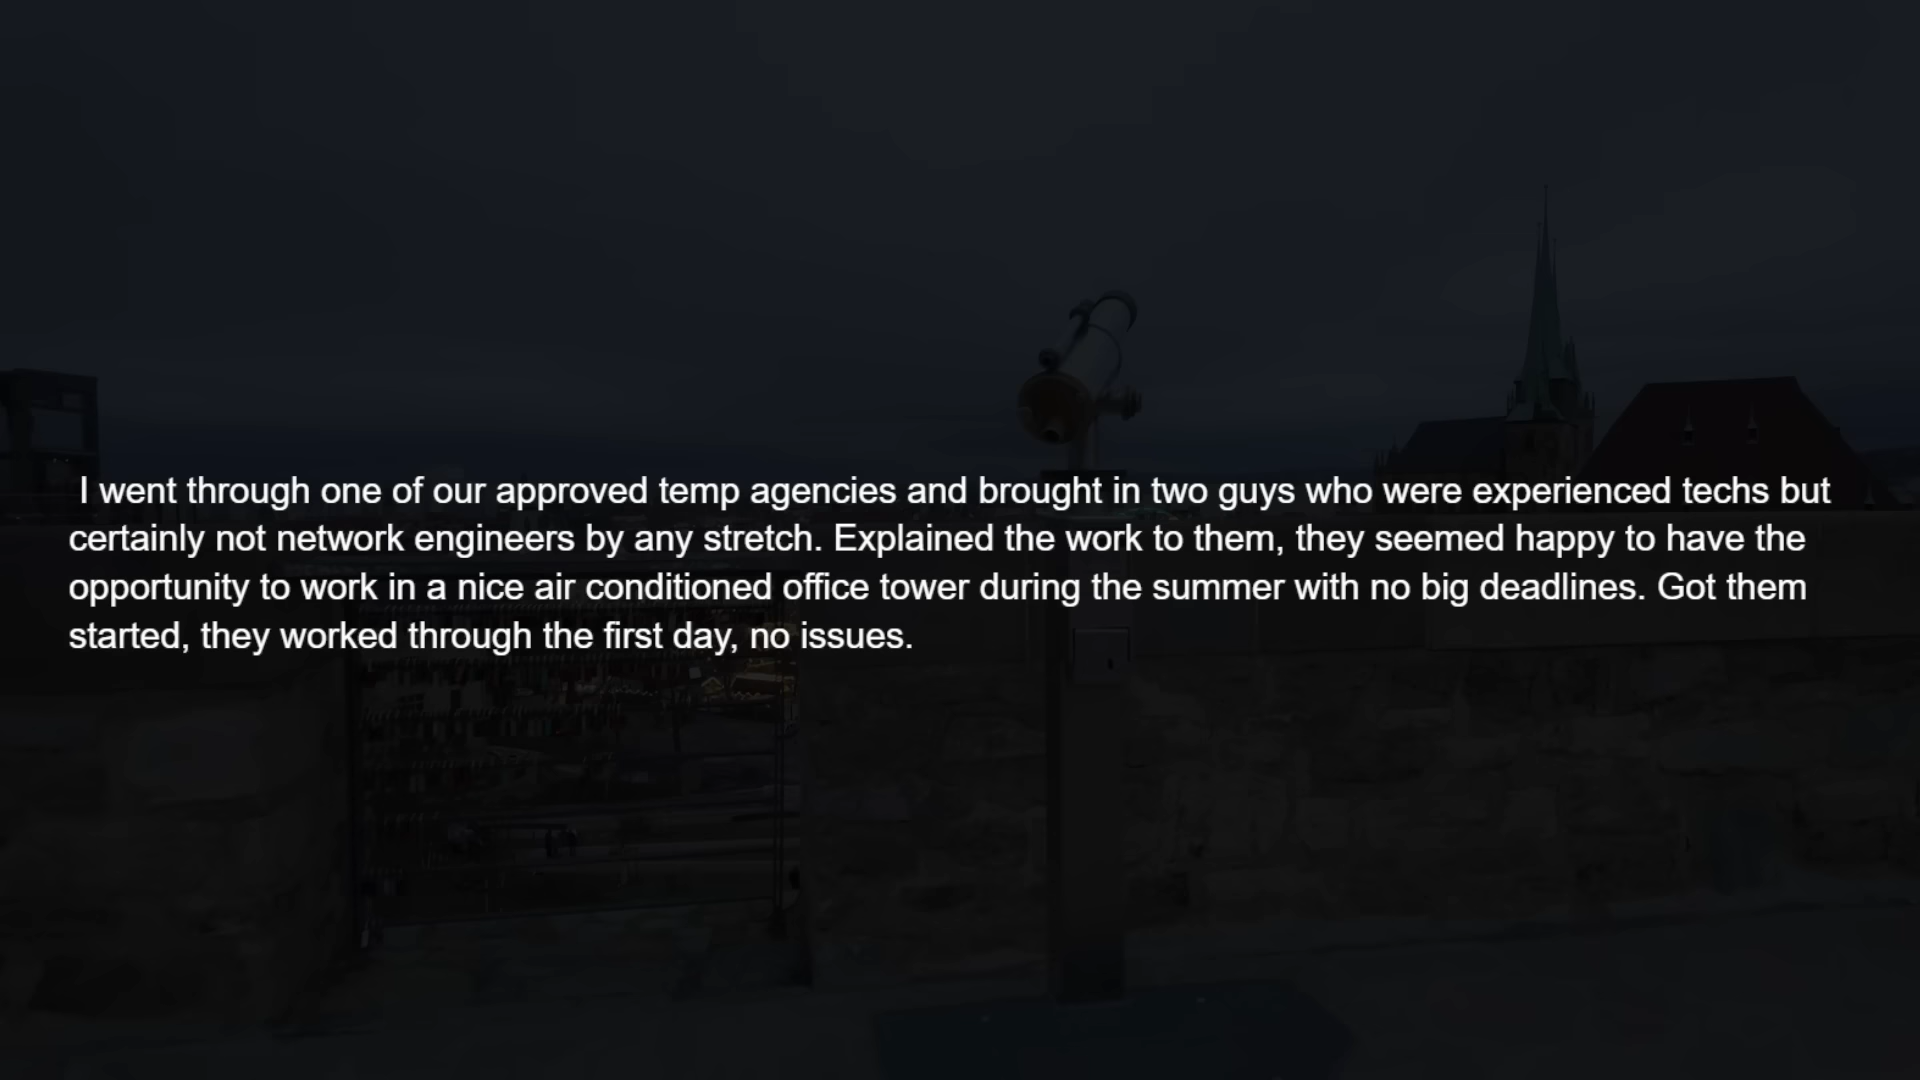 I went through one of our approved temp agencies and brought in two guys who were experienced techs but
certainly not network engineers by any stretch. Explained the work to them, they seemed happy to have the
opportunity to work in a nice air conditioned office tower during the summer with no big deadlines. Got them
started, they worked through the first day, no issues.